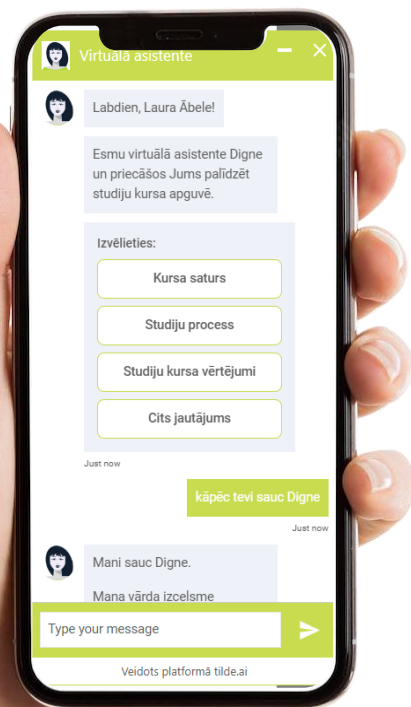 Virtuālā asistente
Labdien, Laura Ābele!
Esmu virtuālā asistente Digne
un priecāšos Jums palīdzēt
studiju kursa apguvē.
Izvēlieties:
Kursa saturs
Studiju process
Studiju kursa vērtējumi
Cits jautājums
Just now
kāpēc tevi sauc Digne
Just now
Mani sauc Digne.
Mana vārda izcelsme
Type your message
Veidots platformā tilde.ai